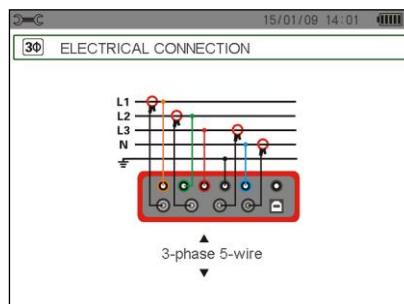 15/01/09 14:01
3Φ ELECTRICAL CONNECTION
L1
L2
L3
N
3-phase 5-wire